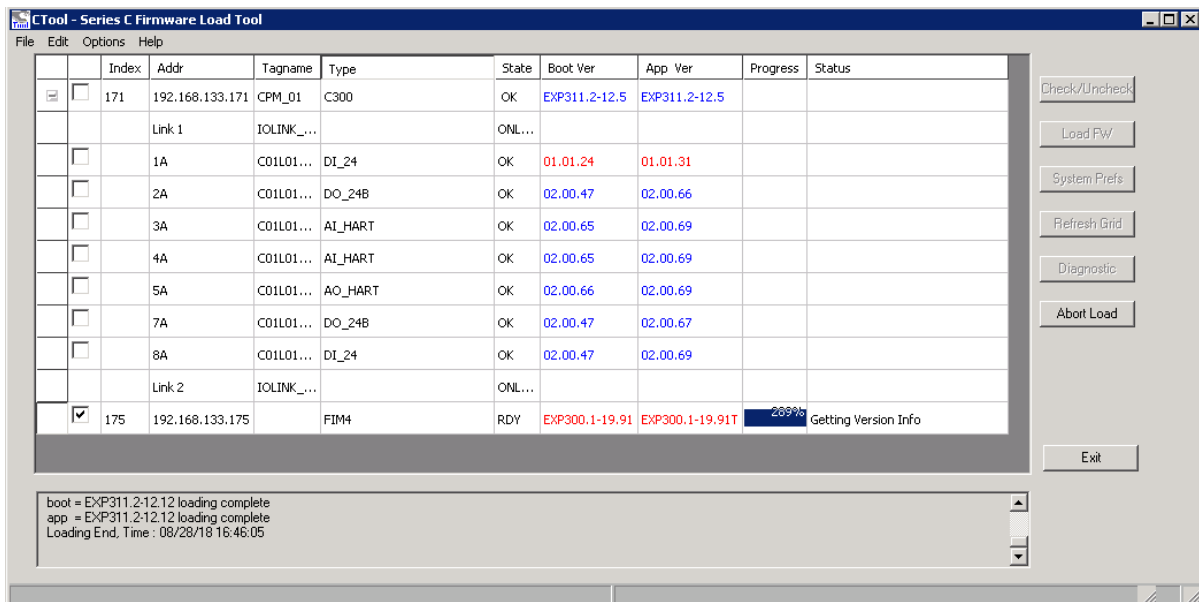 CTool - Series C Firmware Load Tool
File Edit Options Help
Index Addr Tagname Type State Boot Ver App Ver Progress Status
171 192.168.133.171 CPM_01 C300 OK EXP311.2-12.5 EXP311.2-12.5
Link 1 IOLINK_... ONL...
1A C01L01... DI_24 OK 01.01.24 01.01.31
2A C01L01... DO_24B OK 02.00.47 02.00.66
3A C01L01... AI_HART OK 02.00.65 02.00.69
4A C01L01... AI_HART OK 02.00.65 02.00.69
5A C01L01... AO_HART OK 02.00.66 02.00.69
7A C01L01... DO_24B OK 02.00.47 02.00.67
8A C01L01... DI_24 OK 02.00.47 02.00.69
Link 2 IOLINK_... ONL...
175 192.168.133.175 FIM4 RDY EXP300.1-19.91 EXP300.1-19.91T 289% Getting Version Info
Check/Uncheck
Load FW
System Prefs
Refresh Grid
Diagnostic
Abort Load
Exit
boot = EXP311.2-12.12 loading complete
app = EXP311.2-12.12 loading complete
Loading End, Time : 08/28/18 16:46:05